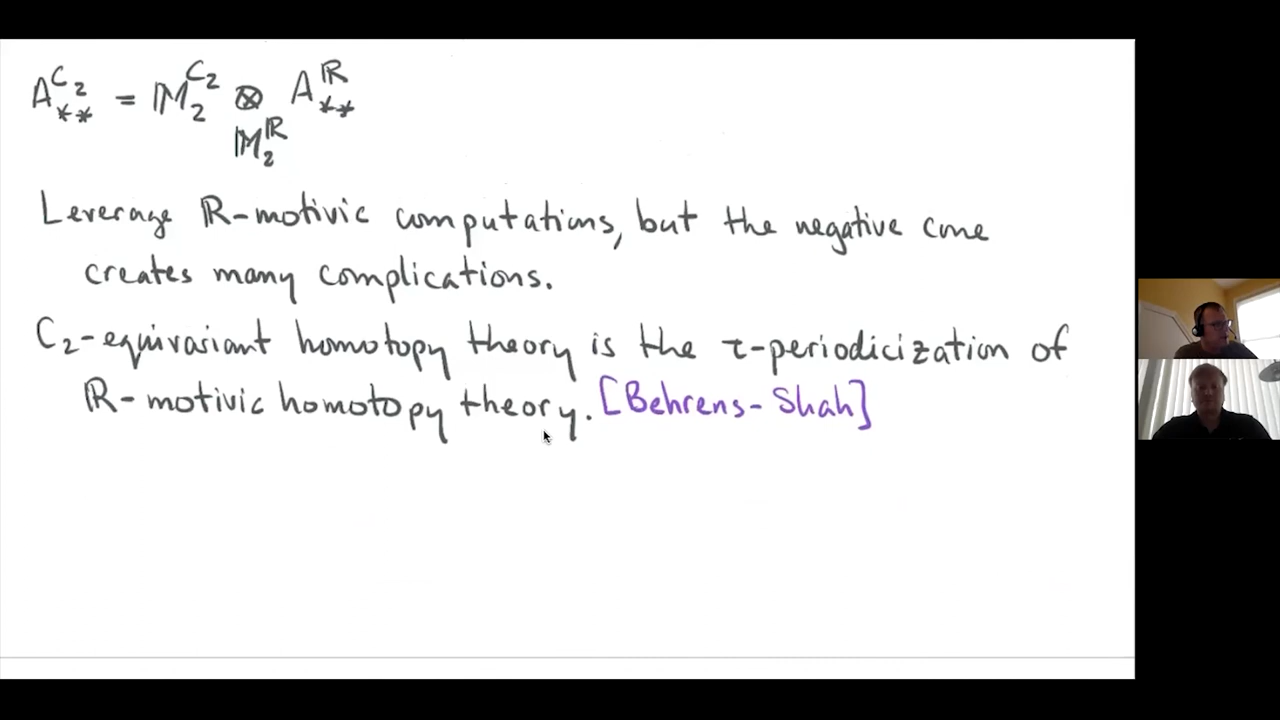 A^{C_2}_{**} = 𝕄_2^{C_2} ⊗_{𝕄_2^ℝ} A^ℝ_{**}
Leverage ℝ-motivic computations, but the negative cone
creates many complications.
C_2-equivariant homotopy theory is the τ-periodicization of
ℝ-motivic homotopy theory. [Behrens-Shah]